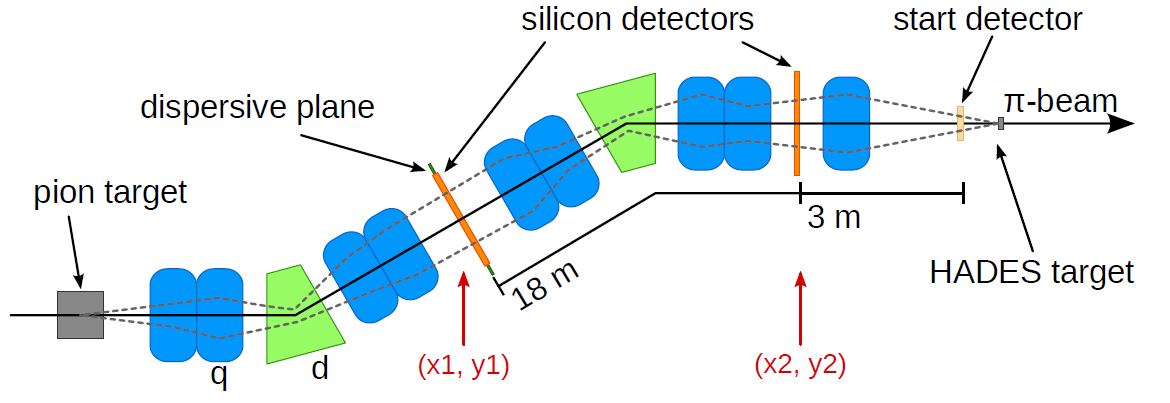 silicon detectors
start detector
dispersive plane
π-beam
pion target
3 m
18 m
HADES target
q
d
(x1, y1)
(x2, y2)